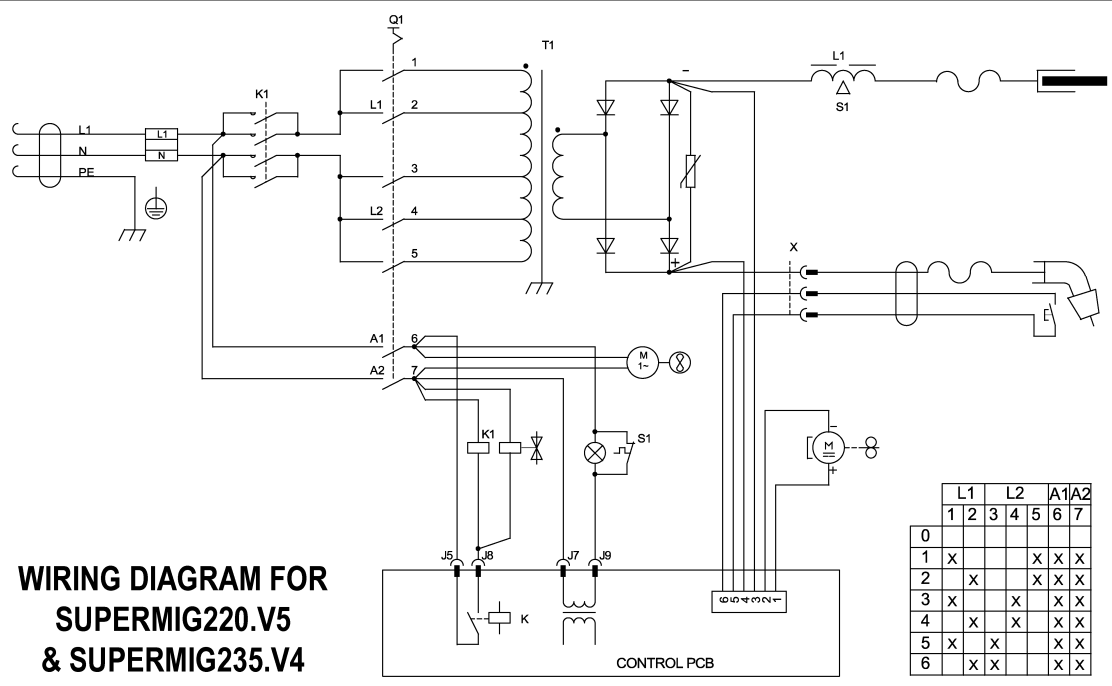 Q1
T1
1
L1
K1
L1 2
S1
L1
L1
N
N
3
PE
L2 4
X
5
−
+
A1 6
M
1~
A2 7
K1
S1
−
M
+
L1 L2 A1 A2
1 2 3 4 5 6 7
0
1 X X X X
2 X X X X
3 X X X X
4 X X X X
5 X X X X
6 X X X X
J5 J8 J7 J9
6 5 4 3 2 1
K
CONTROL PCB
WIRING DIAGRAM FOR
SUPERMIG220.V5
& SUPERMIG235.V4